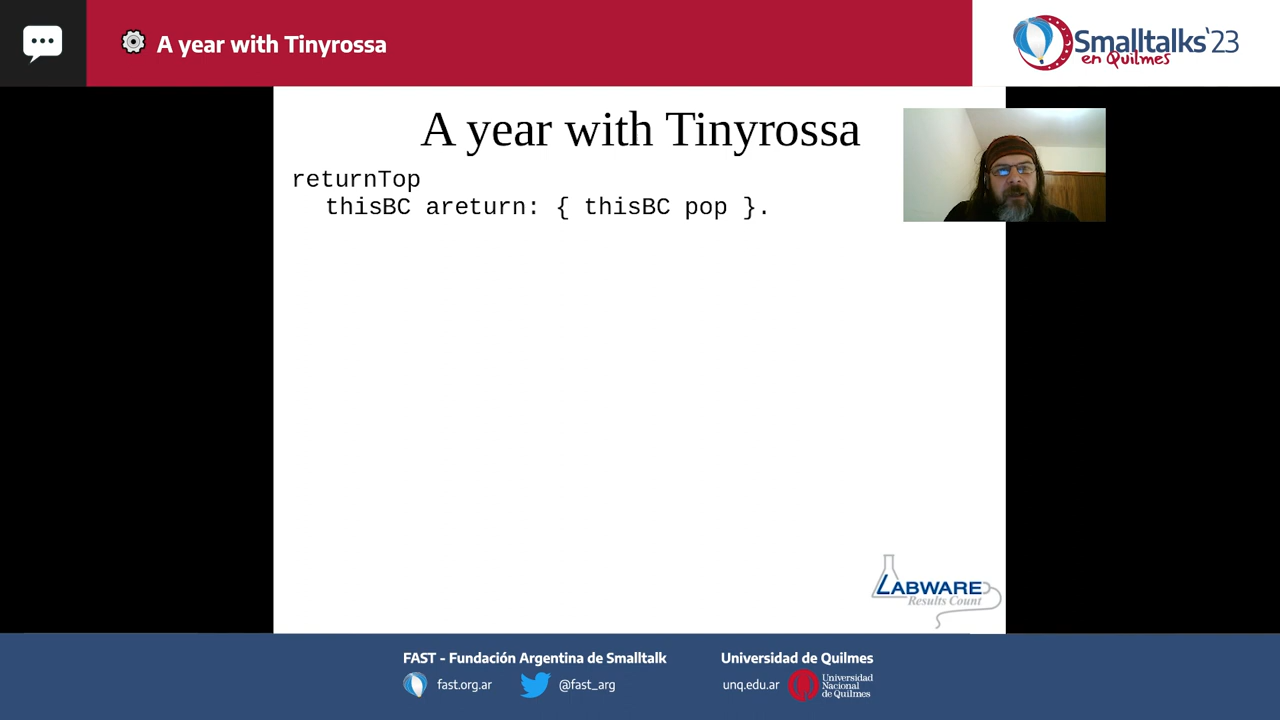 A year with Tinyrossa
Smalltalks'23
en Quilmes
A year with Tinyrossa
returnTop
thisBC areturn: { thisBC pop }.
LABWARE
Results Count
FAST - Fundación Argentina de Smalltalk
fast.org.ar
@fast_arg
Universidad de Quilmes
unq.edu.ar
Universidad
Nacional
de Quilmes